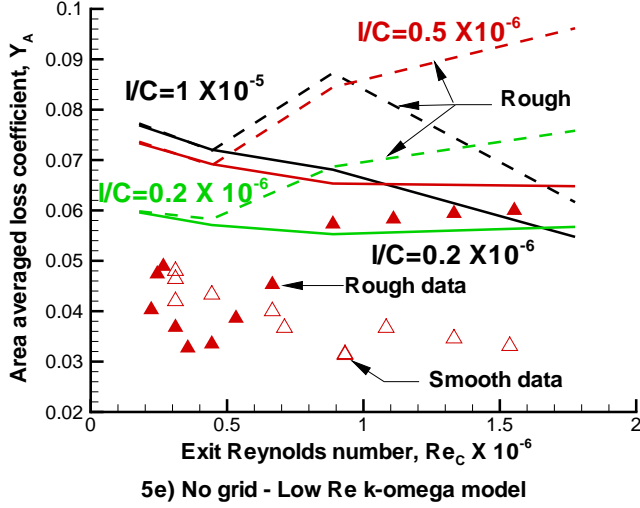 0.1
0.09
0.08
0.07
0.06
0.05
0.04
0.03
0.02
Area averaged loss coefficient, Y_A
l/C=0.5 X10^-6
l/C=1 X10^-5
Rough
l/C=0.2 X 10^-6
l/C=0.2 X10^-6
Rough data
Smooth data
0 0.5 1 1.5 2
Exit Reynolds number, Re_C X 10^-6
5e) No grid - Low Re k-omega model